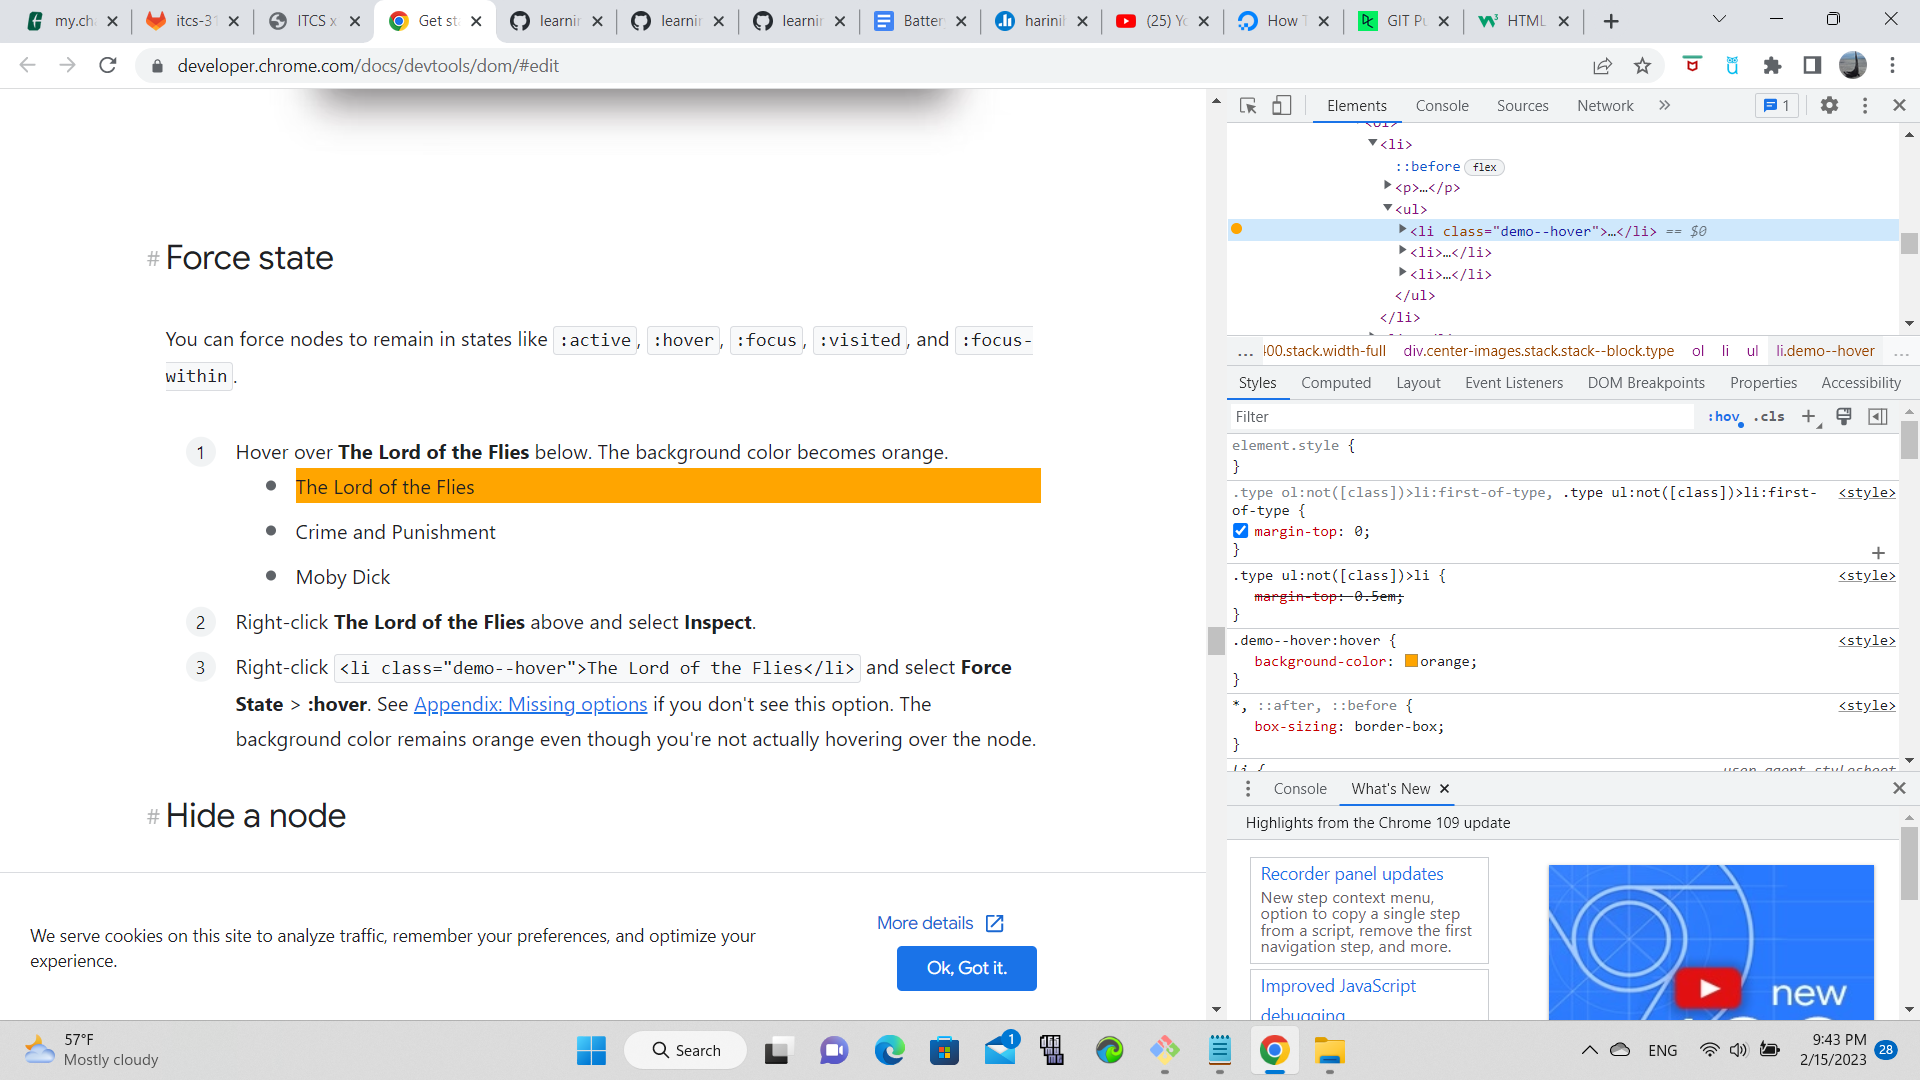 my.cha
itcs-31
ITCS x
Get sta
learnin
learnin
learnin
Batter
harinih
(25) Yo
How T
GIT Pu
HTML
developer.chrome.com/docs/devtools/dom/#edit
# Force state
You can force nodes to remain in states like :active, :hover, :focus, :visited, and :focus-
within.
1 Hover over The Lord of the Flies below. The background color becomes orange.
The Lord of the Flies
Crime and Punishment
Moby Dick
2 Right-click The Lord of the Flies above and select Inspect.
3 Right-click <li class="demo--hover">The Lord of the Flies</li> and select Force
State > :hover. See Appendix: Missing options if you don't see this option. The
background color remains orange even though you're not actually hovering over the node.
# Hide a node
We serve cookies on this site to analyze traffic, remember your preferences, and optimize your
experience.
More details
Ok, Got it.
Elements Console Sources Network » 1
<li>
::before flex
<p>…</p>
<ul>
<li class="demo--hover">…</li> == $0
<li>…</li>
<li>…</li>
</ul>
</li>
… 400.stack.width-full div.center-images.stack.stack--block.type ol li ul li.demo--hover …
Styles Computed Layout Event Listeners DOM Breakpoints Properties Accessibility
Filter :hov .cls
element.style {
}
.type ol:not([class])>li:first-of-type, .type ul:not([class])>li:first- <style>
of-type {
margin-top: 0;
}
.type ul:not([class])>li { <style>
margin-top: 0.5em;
}
.demo--hover:hover { <style>
background-color: orange;
}
*, ::after, ::before { <style>
box-sizing: border-box;
}
li { user agent stylesheet
Console What's New
Highlights from the Chrome 109 update
Recorder panel updates
New step context menu,
option to copy a single step
from a script, remove the first
navigation step, and more.
Improved JavaScript
debugging
new
57°F
Mostly cloudy
Search
1
ENG
9:43 PM
2/15/2023
28